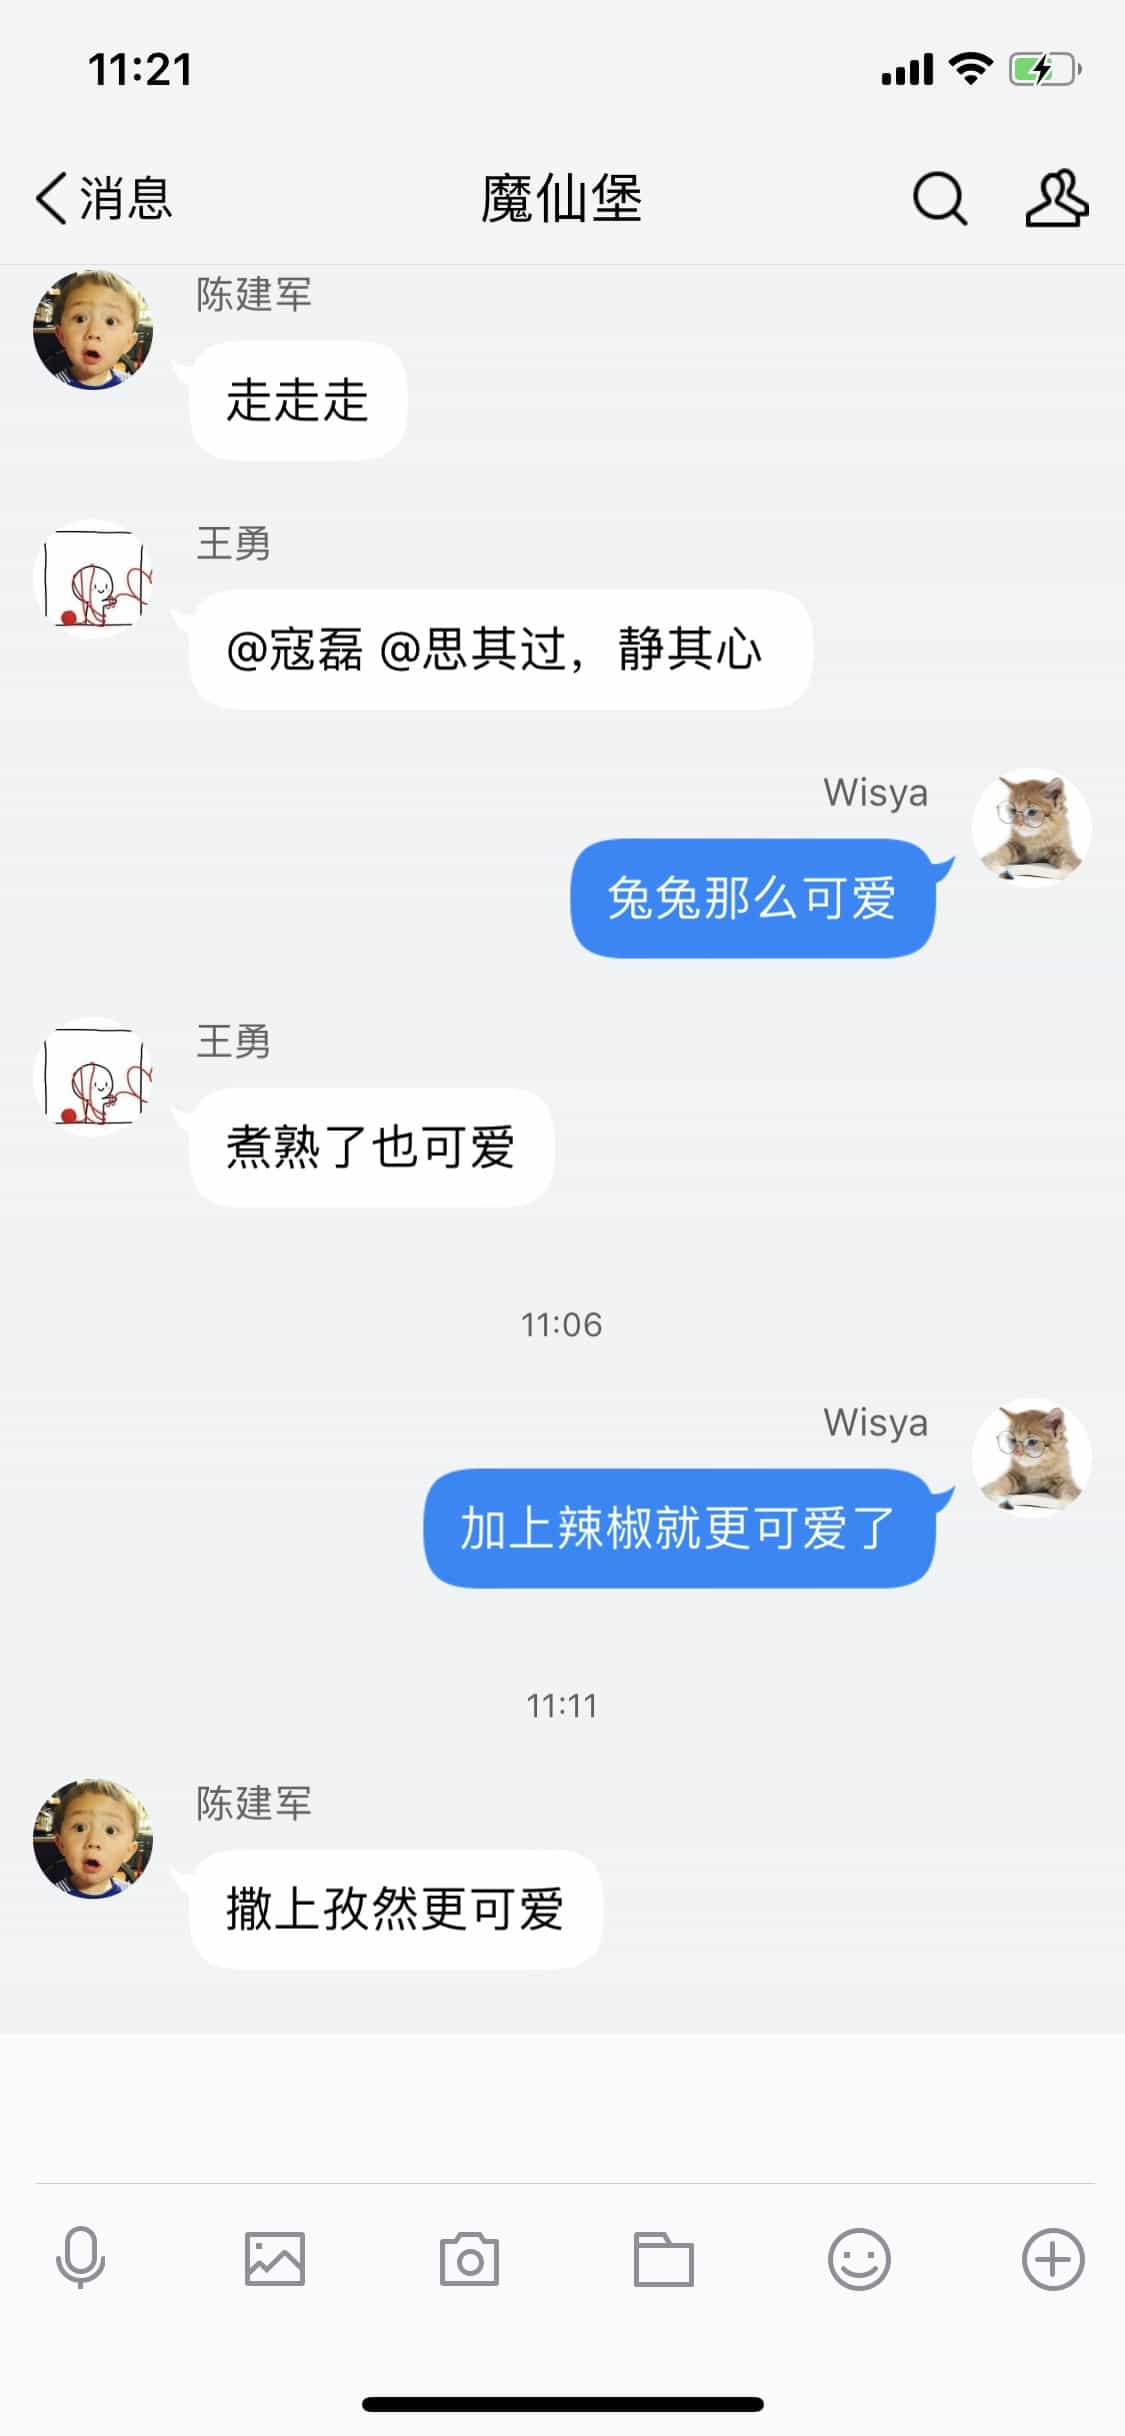 11:21
消息
魔仙堡
陈建军
走走走
王勇
@寇磊 @思其过，静其心
Wisya
兔兔那么可爱
王勇
煮熟了也可爱
11:06
Wisya
加上辣椒就更可爱了
11:11
陈建军
撒上孜然更可爱